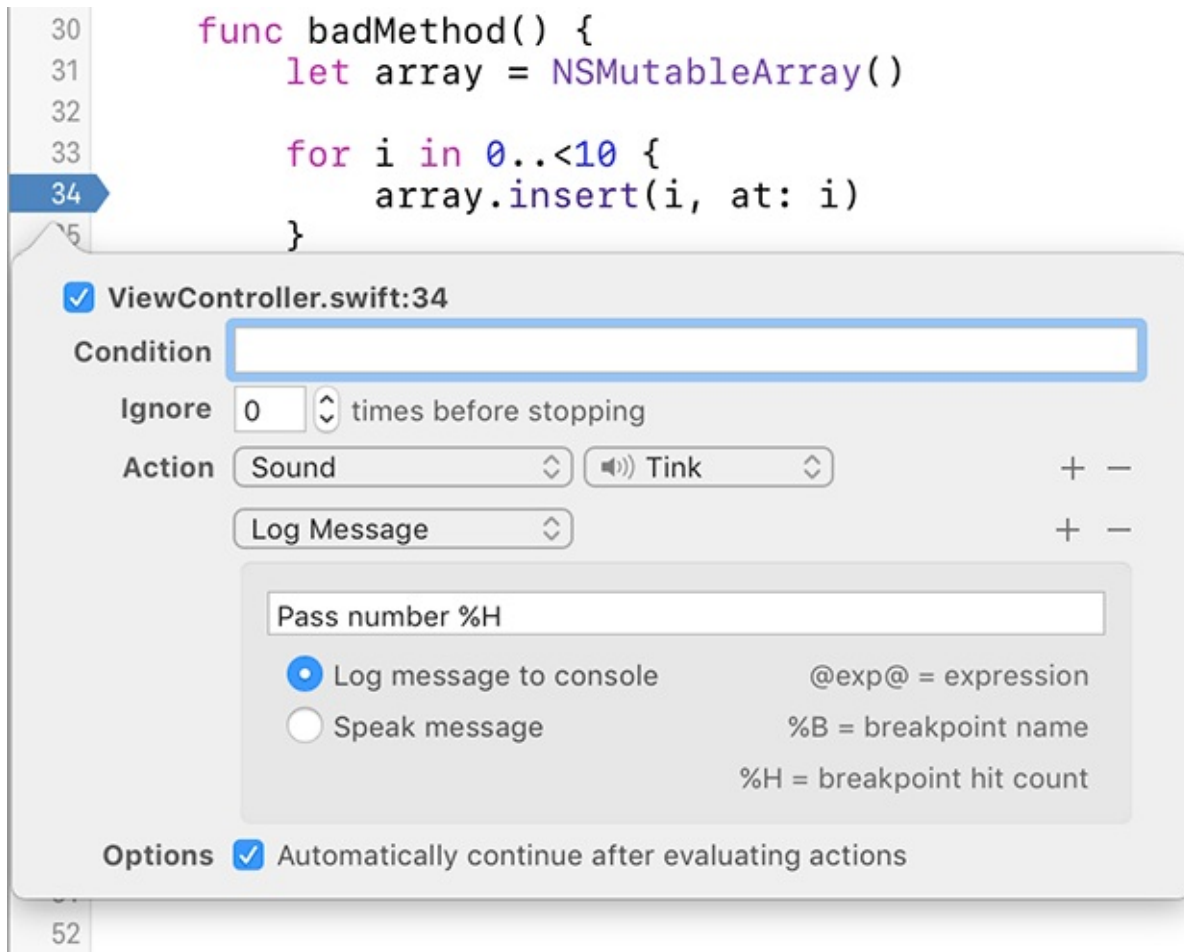 30 func badMethod() {
31 let array = NSMutableArray()
32
33 for i in 0..<10 {
34 array.insert(i, at: i)
}
ViewController.swift:34
Condition
Ignore 0 times before stopping
Action Sound Tink + −
Log Message + −
Pass number %H
Log message to console @exp@ = expression
Speak message %B = breakpoint name
%H = breakpoint hit count
Options Automatically continue after evaluating actions
52